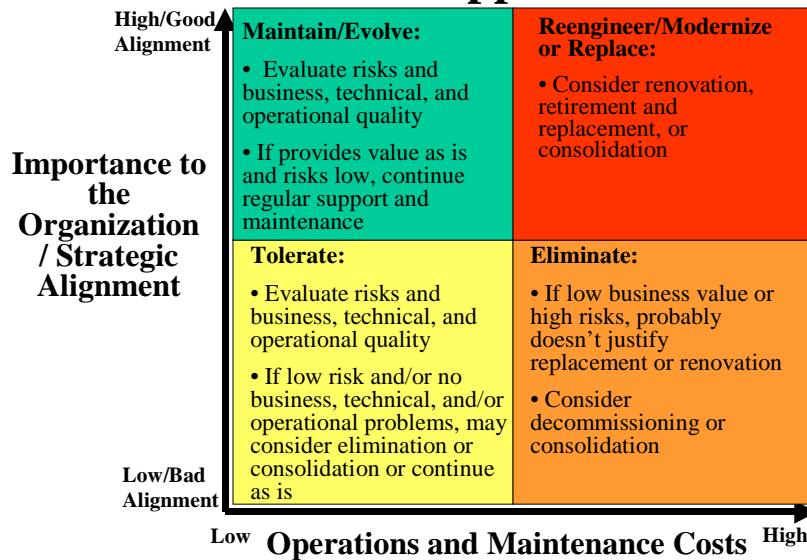 High/Good
Alignment
Maintain/Evolve:
• Evaluate risks and
business, technical, and
operational quality
• If provides value as is
and risks low, continue
regular support and
maintenance
Reengineer/Modernize
or Replace:
• Consider renovation,
retirement and
replacement, or
consolidation
Importance to
the
Organization
/ Strategic
Alignment
Tolerate:
• Evaluate risks and
business, technical, and
operational quality
• If low risk and/or no
business, technical, and/or
operational problems, may
consider elimination or
consolidation or continue
as is
Eliminate:
• If low business value or
high risks, probably
doesn’t justify
replacement or renovation
• Consider
decommissioning or
consolidation
Low/Bad
Alignment
Low
Operations and Maintenance Costs
High